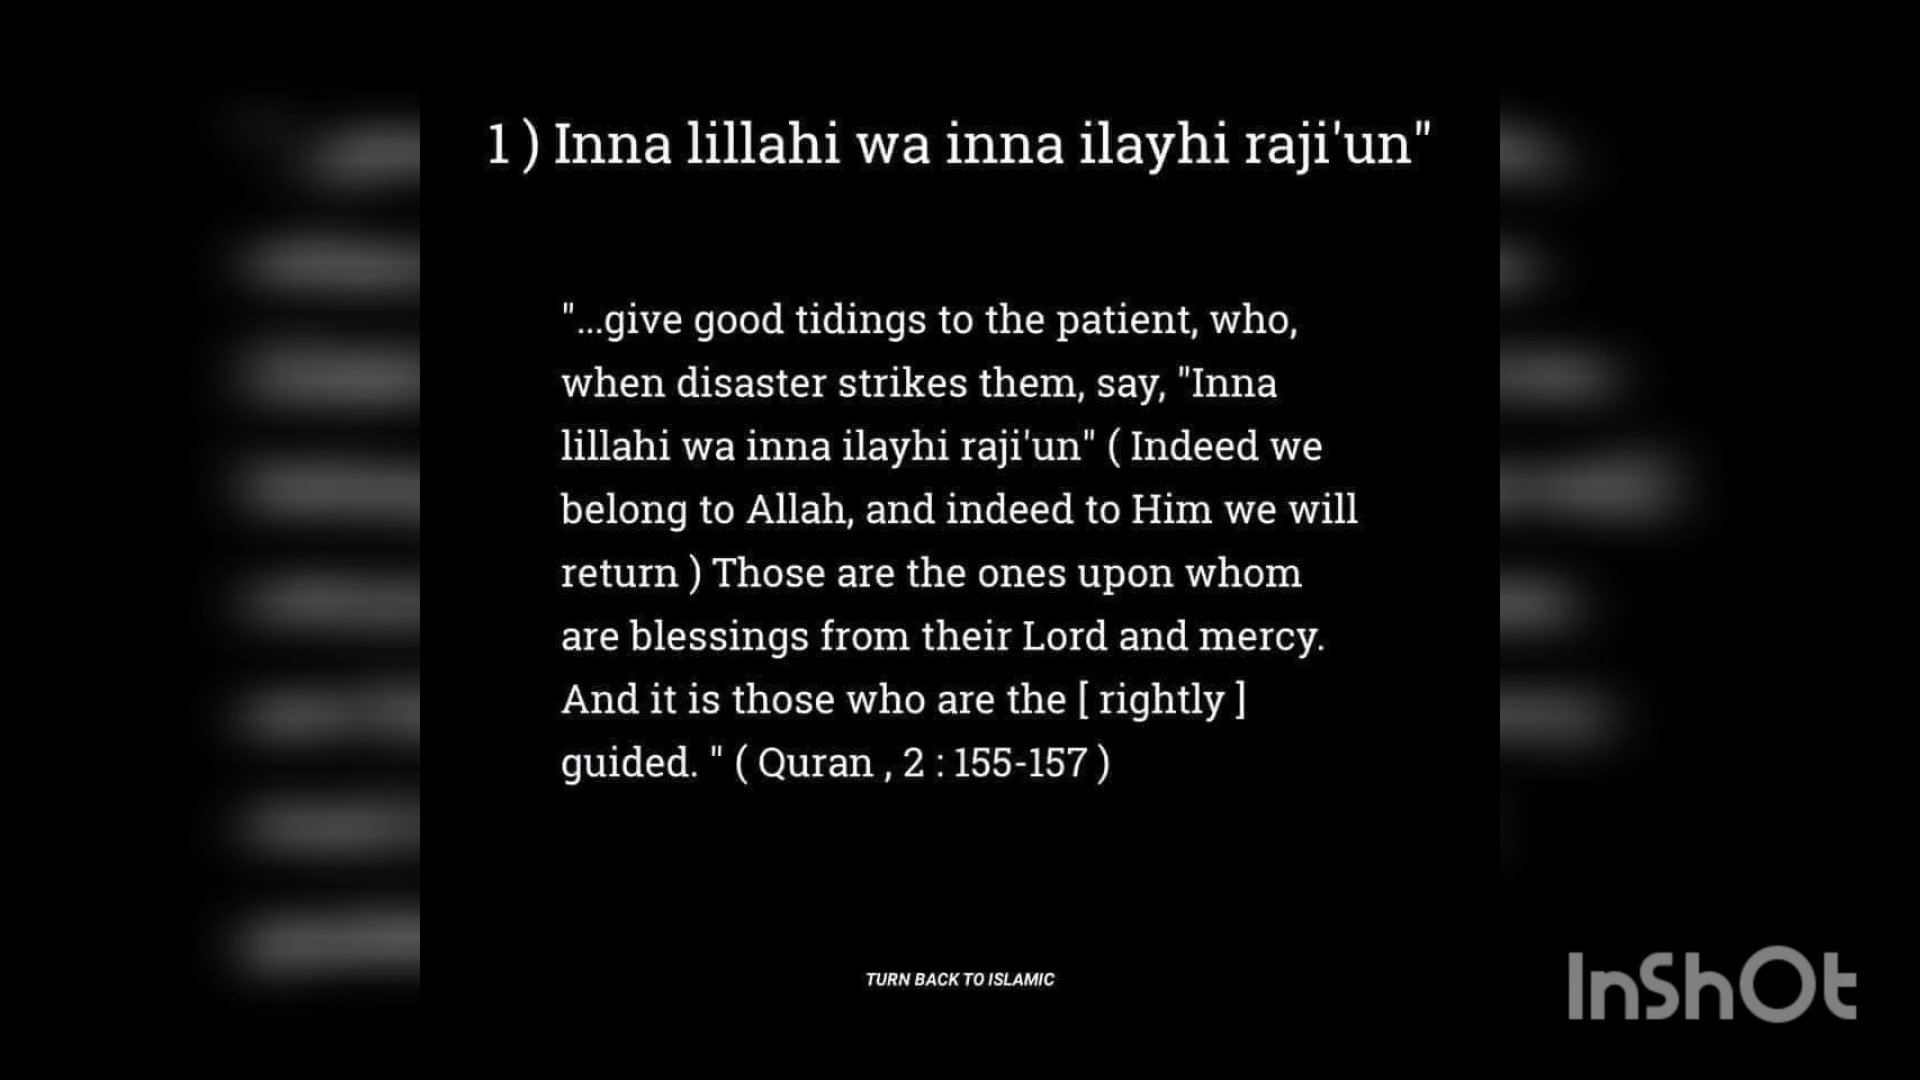 1 ) Inna lillahi wa inna ilayhi raji'un"
"...give good tidings to the patient, who,
when disaster strikes them, say, "Inna
lillahi wa inna ilayhi raji'un" ( Indeed we
belong to Allah, and indeed to Him we will
return ) Those are the ones upon whom
are blessings from their Lord and mercy.
And it is those who are the [ rightly ]
guided. " ( Quran , 2 : 155-157 )
TURN BACK TO ISLAMIC
InShOt